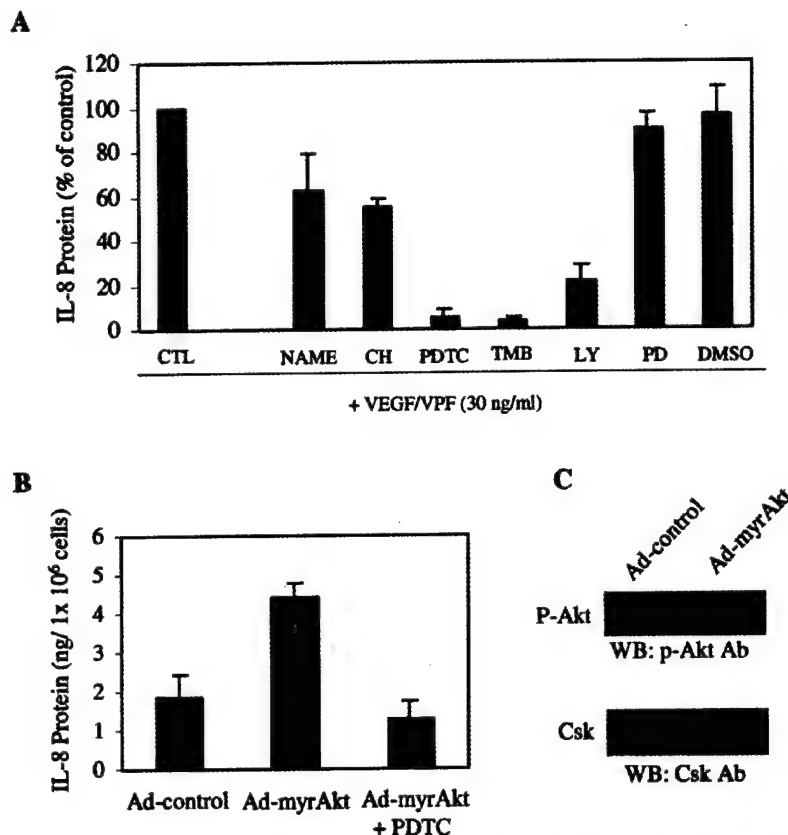 A
IL-8 Protein (% of control)
120
100
80
60
40
20
0
CTL NAME CH PDTC TMB LY PD DMSO
+ VEGF/VPF (30 ng/ml)
B
IL-8 Protein (ng/ 1x 10⁶ cells)
6
5
4
3
2
1
0
Ad-control Ad-myrAkt Ad-myrAkt
+ PDTC
C
Ad-control Ad-myrAkt
P-Akt
WB: p-Akt Ab
Csk
WB: Csk Ab